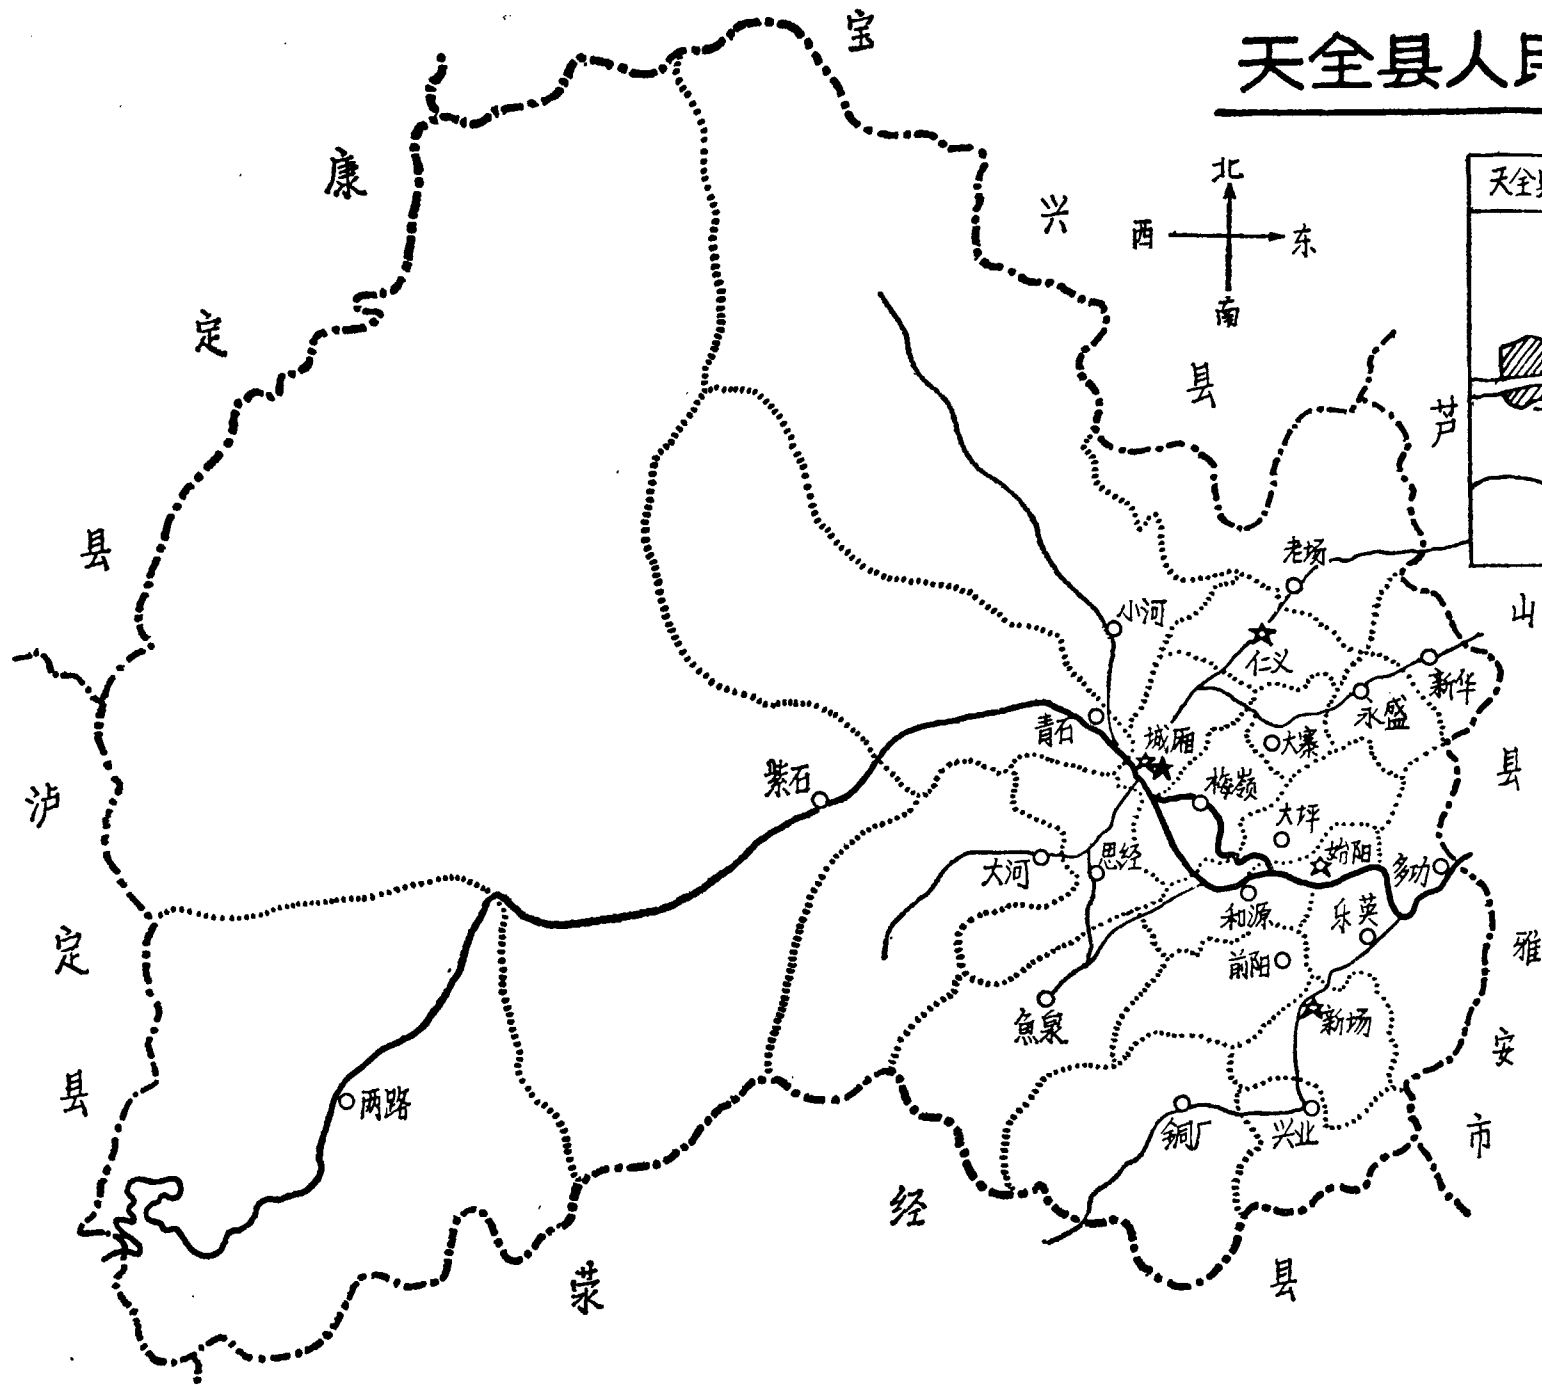 天全县人民
宝
康
兴
县
定
县
泸
定
县
芦
山
县
雅
安
市
荥
经
县
北
西
东
南
天全县
老场
小河
仁义
新华
永盛
青石
城厢
大寨
紫石
梅嶺
大坪
大河
思经
始阳
多功
和源
乐英
前阳
魚泉
新场
两路
铜厂
兴业